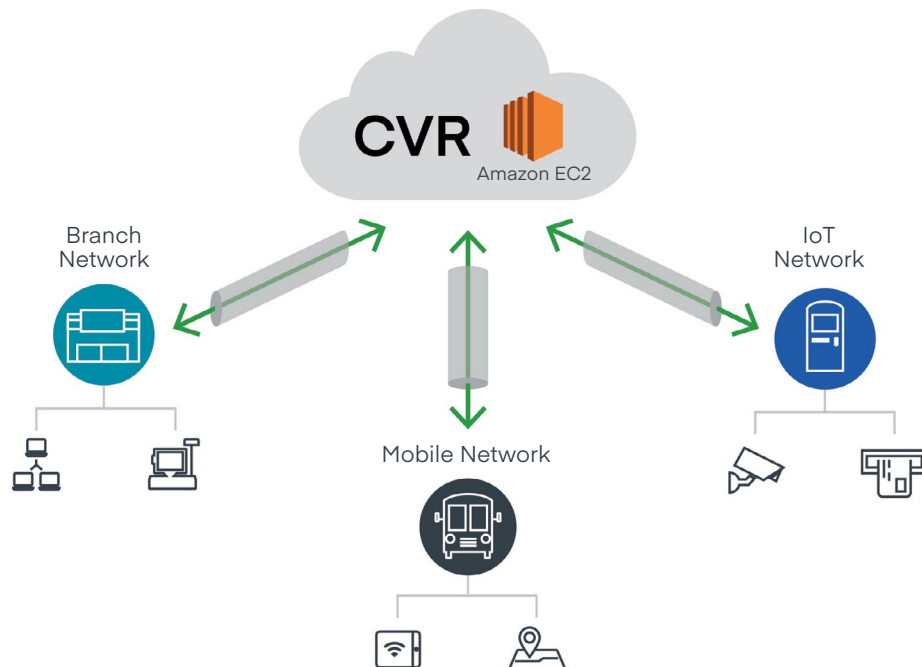 CVR
Amazon EC2
Branch
Network
IoT
Network
Mobile Network